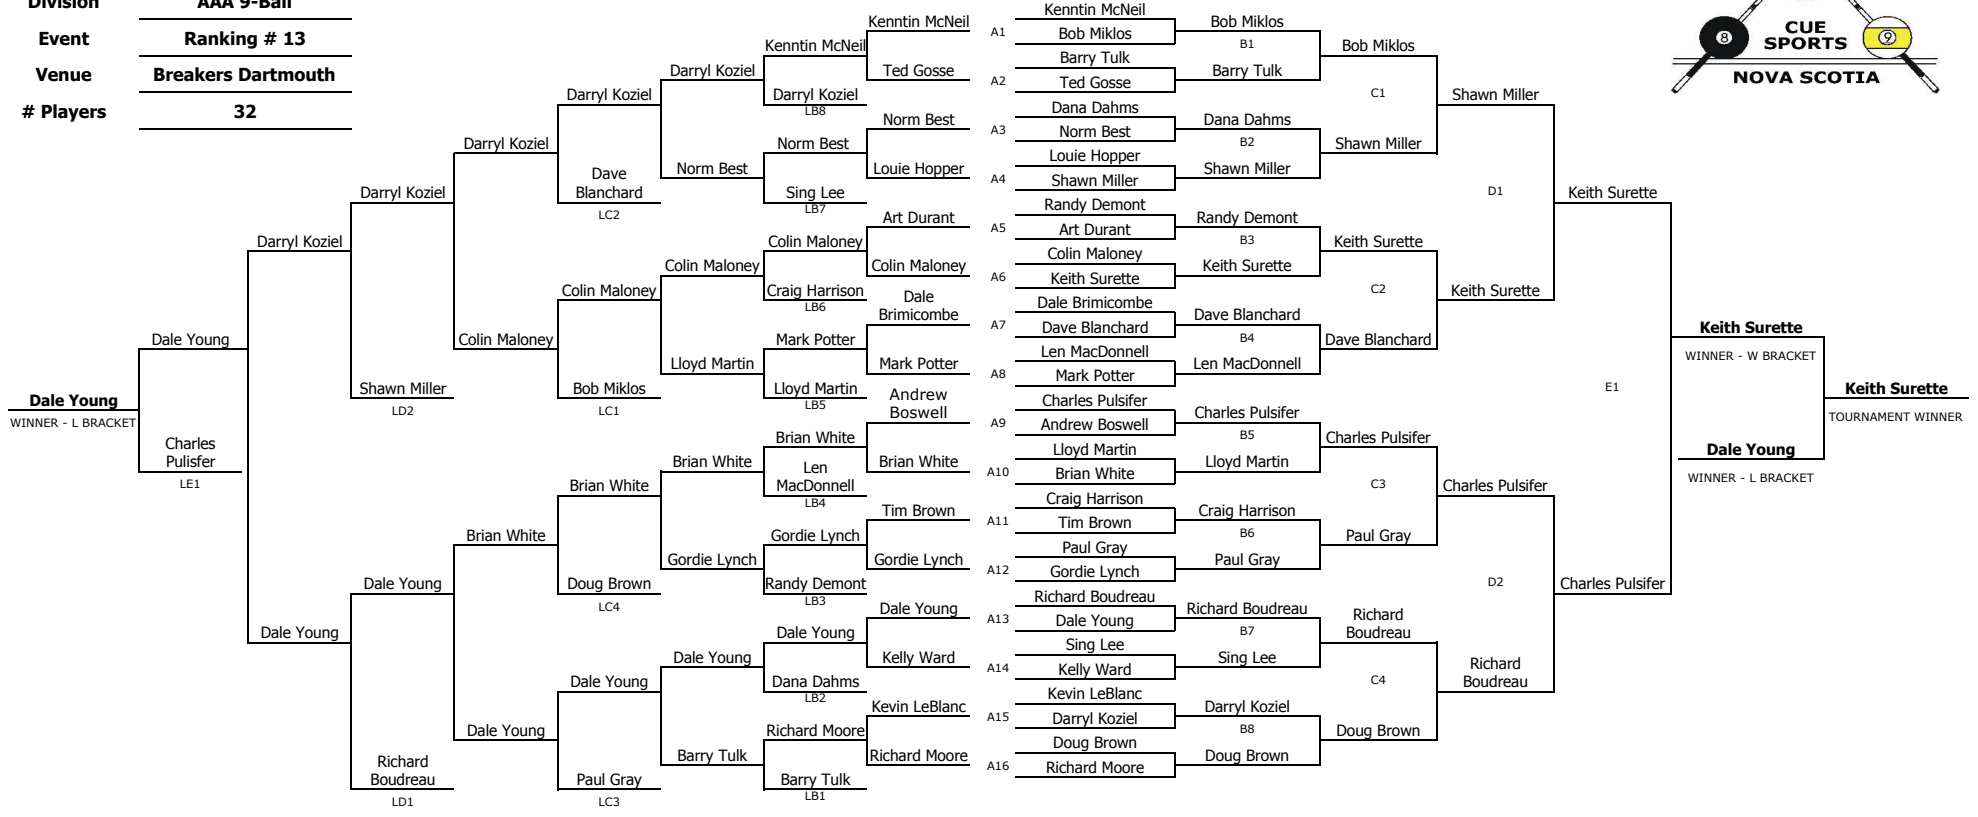 Division AAA 9-Ball
Event Ranking # 13
Venue Breakers Dartmouth
# Players 32
8
9
CUE
SPORTS
NOVA SCOTIA
Dale Young
WINNER - L BRACKET
Dale Young
Charles
Pulisfer
LE1
Darryl Koziel
Dale Young
Darryl Koziel
Shawn Miller
LD2
Dale Young
Richard
Boudreau
LD1
Darryl Koziel
Colin Maloney
Brian White
Dale Young
Darryl Koziel
Dave
Blanchard
LC2
Colin Maloney
Bob Miklos
LC1
Brian White
Doug Brown
LC4
Dale Young
Paul Gray
LC3
Darryl Koziel
Norm Best
Colin Maloney
Lloyd Martin
Brian White
Gordie Lynch
Dale Young
Barry Tulk
Kenntin McNeil
Darryl Koziel
LB8
Norm Best
Sing Lee
LB7
Colin Maloney
Craig Harrison
LB6
Mark Potter
Lloyd Martin
LB5
Brian White
Len
MacDonnell
LB4
Gordie Lynch
Randy Demont
LB3
Dale Young
Dana Dahms
LB2
Richard Moore
Barry Tulk
LB1
Kenntin McNeil
Ted Gosse
Norm Best
Louie Hopper
Art Durant
Colin Maloney
Dale
Brimicombe
Mark Potter
Andrew
Boswell
Brian White
Tim Brown
Gordie Lynch
Dale Young
Kelly Ward
Kevin LeBlanc
Richard Moore
A1
A2
A3
A4
A5
A6
A7
A8
A9
A10
A11
A12
A13
A14
A15
A16
Kenntin McNeil
Bob Miklos
Barry Tulk
Ted Gosse
Dana Dahms
Norm Best
Louie Hopper
Shawn Miller
Randy Demont
Art Durant
Colin Maloney
Keith Surette
Dale Brimicombe
Dave Blanchard
Len MacDonnell
Mark Potter
Charles Pulsifer
Andrew Boswell
Lloyd Martin
Brian White
Craig Harrison
Tim Brown
Paul Gray
Gordie Lynch
Richard Boudreau
Dale Young
Sing Lee
Kelly Ward
Kevin LeBlanc
Darryl Koziel
Doug Brown
Richard Moore
Bob Miklos
B1
Barry Tulk
Dana Dahms
B2
Shawn Miller
Randy Demont
B3
Keith Surette
Dave Blanchard
B4
Len MacDonnell
Charles Pulsifer
B5
Lloyd Martin
Craig Harrison
B6
Paul Gray
Richard Boudreau
B7
Sing Lee
Darryl Koziel
B8
Doug Brown
Bob Miklos
C1
Shawn Miller
Keith Surette
C2
Dave Blanchard
Charles Pulsifer
C3
Paul Gray
Richard
Boudreau
C4
Doug Brown
Shawn Miller
D1
Keith Surette
Charles Pulsifer
D2
Richard
Boudreau
Keith Surette
E1
Charles Pulsifer
Keith Surette
WINNER - W BRACKET
Dale Young
WINNER - L BRACKET
Keith Surette
TOURNAMENT WINNER